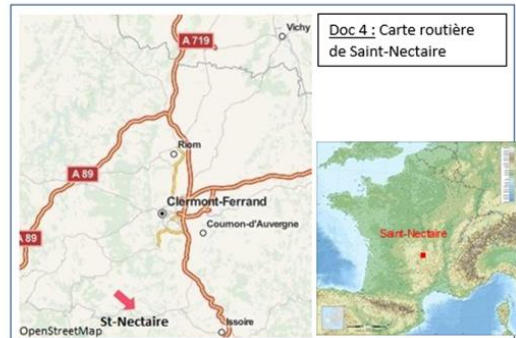 Doc 4 : Carte routière
de Saint-Nectaire
A 719
Vichy
Riom
A 89
Clermont-Ferrand
Cournon-d'Auvergne
A 89
St-Nectaire
Issoire
OpenStreetMap
Saint-Nectaire